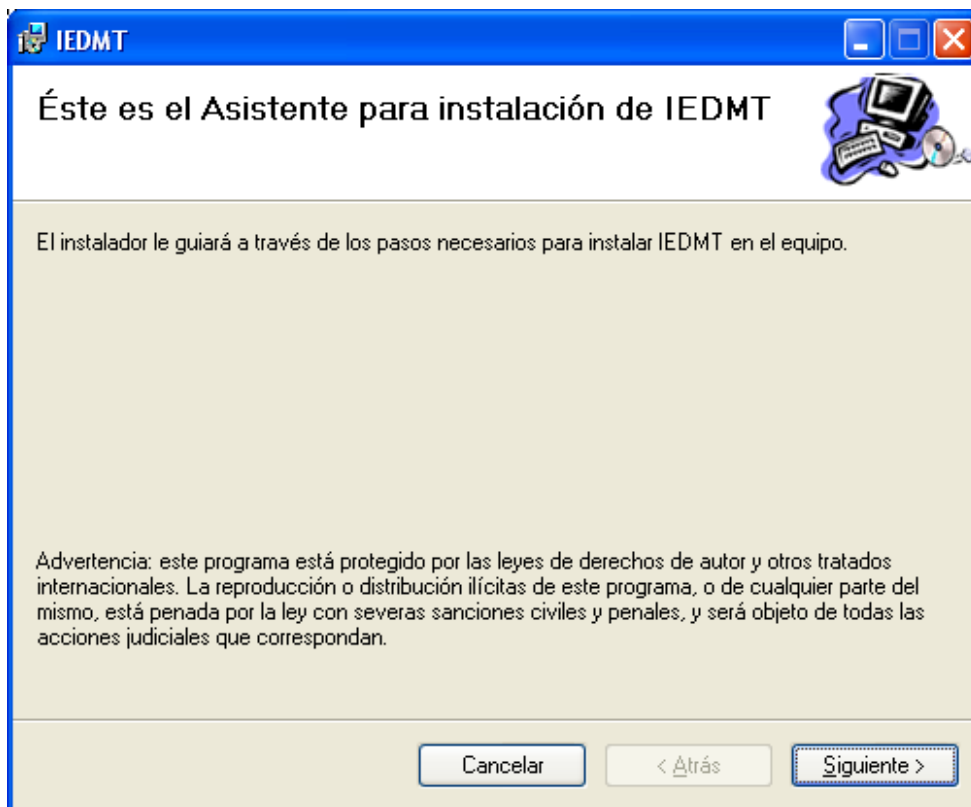 IEDMT
Éste es el Asistente para instalación de IEDMT
El instalador le guiará a través de los pasos necesarios para instalar IEDMT en el equipo.
Advertencia: este programa está protegido por las leyes de derechos de autor y otros tratados
internacionales. La reproducción o distribución ilícitas de este programa, o de cualquier parte del
mismo, está penada por la ley con severas sanciones civiles y penales, y será objeto de todas las
acciones judiciales que correspondan.
Cancelar
< Atrás
Siguiente >